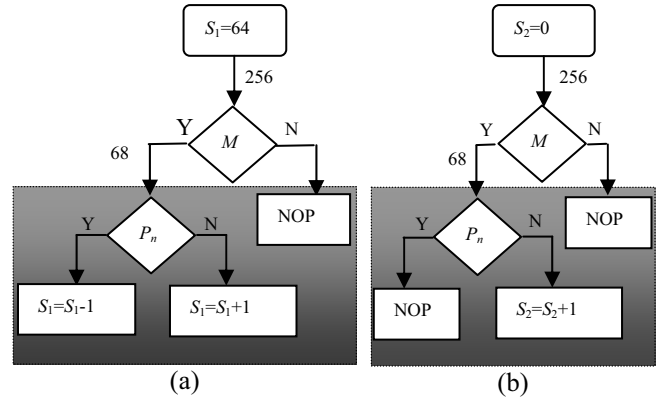 S₁=64
256
Y
M
N
68
Y
Pₙ
N
NOP
S₁=S₁-1
S₁=S₁+1
(a)
S₂=0
256
Y
M
N
68
Y
Pₙ
N
NOP
NOP
S₂=S₂+1
(b)